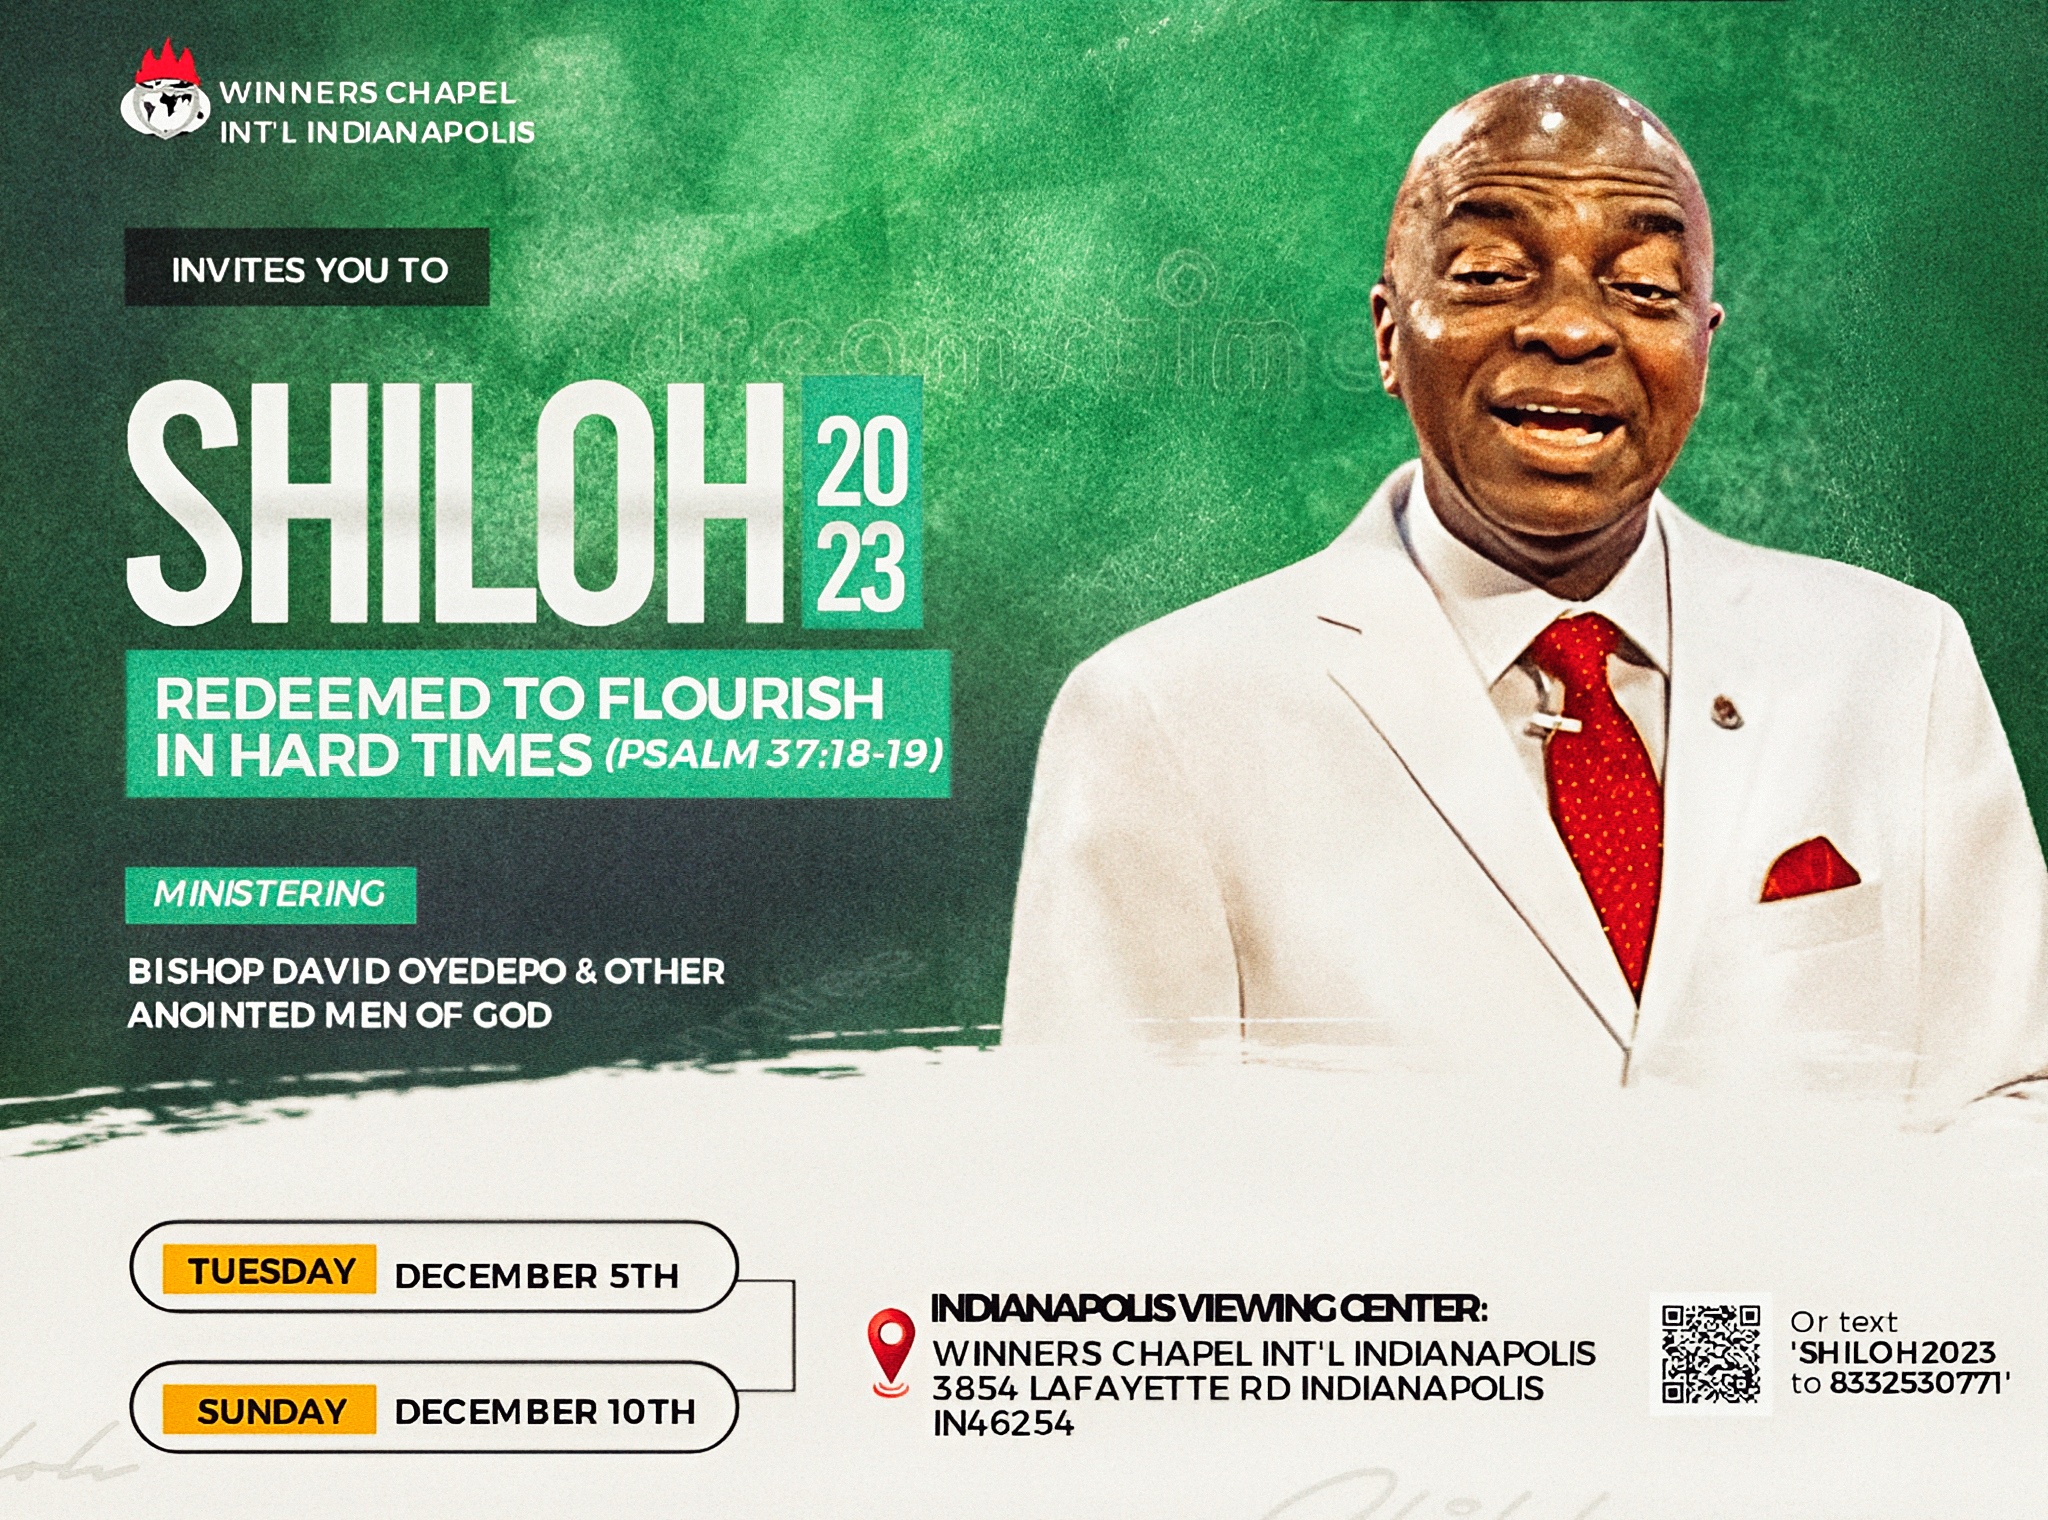 WINNERS CHAPEL
INT'L INDIANAPOLIS
INVITES YOU TO
SHILOH
20
23
REDEEMED TO FLOURISH
IN HARD TIMES (PSALM 37:18-19)
MINISTERING
BISHOP DAVID OYEDEPO & OTHER
ANOINTED MEN OF GOD
TUESDAY DECEMBER 5TH
SUNDAY DECEMBER 10TH
INDIANAPOLIS VIEWING CENTER:
WINNERS CHAPEL INT'L INDIANAPOLIS
3854 LAFAYETTE RD INDIANAPOLIS
IN46254
Or text
'SHILOH2023
to 8332530771'